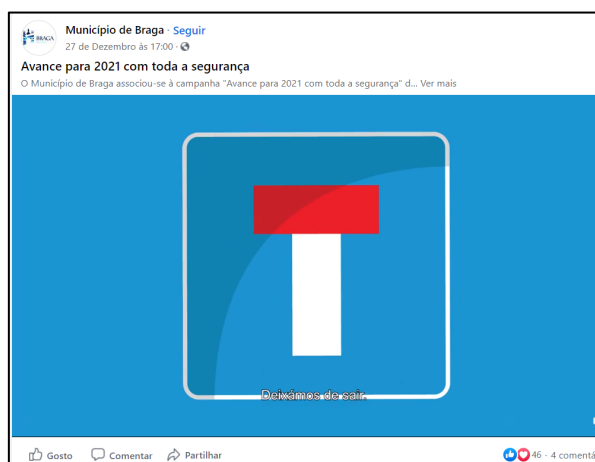 BRAGA
Município de Braga · Seguir
27 de Dezembro às 17:00 ·
Avance para 2021 com toda a segurança
O Município de Braga associou-se à campanha "Avance para 2021 com toda a segurança" d... Ver mais
Deixámos de sair.
Gosto Comentar Partilhar 46 · 4 comentá